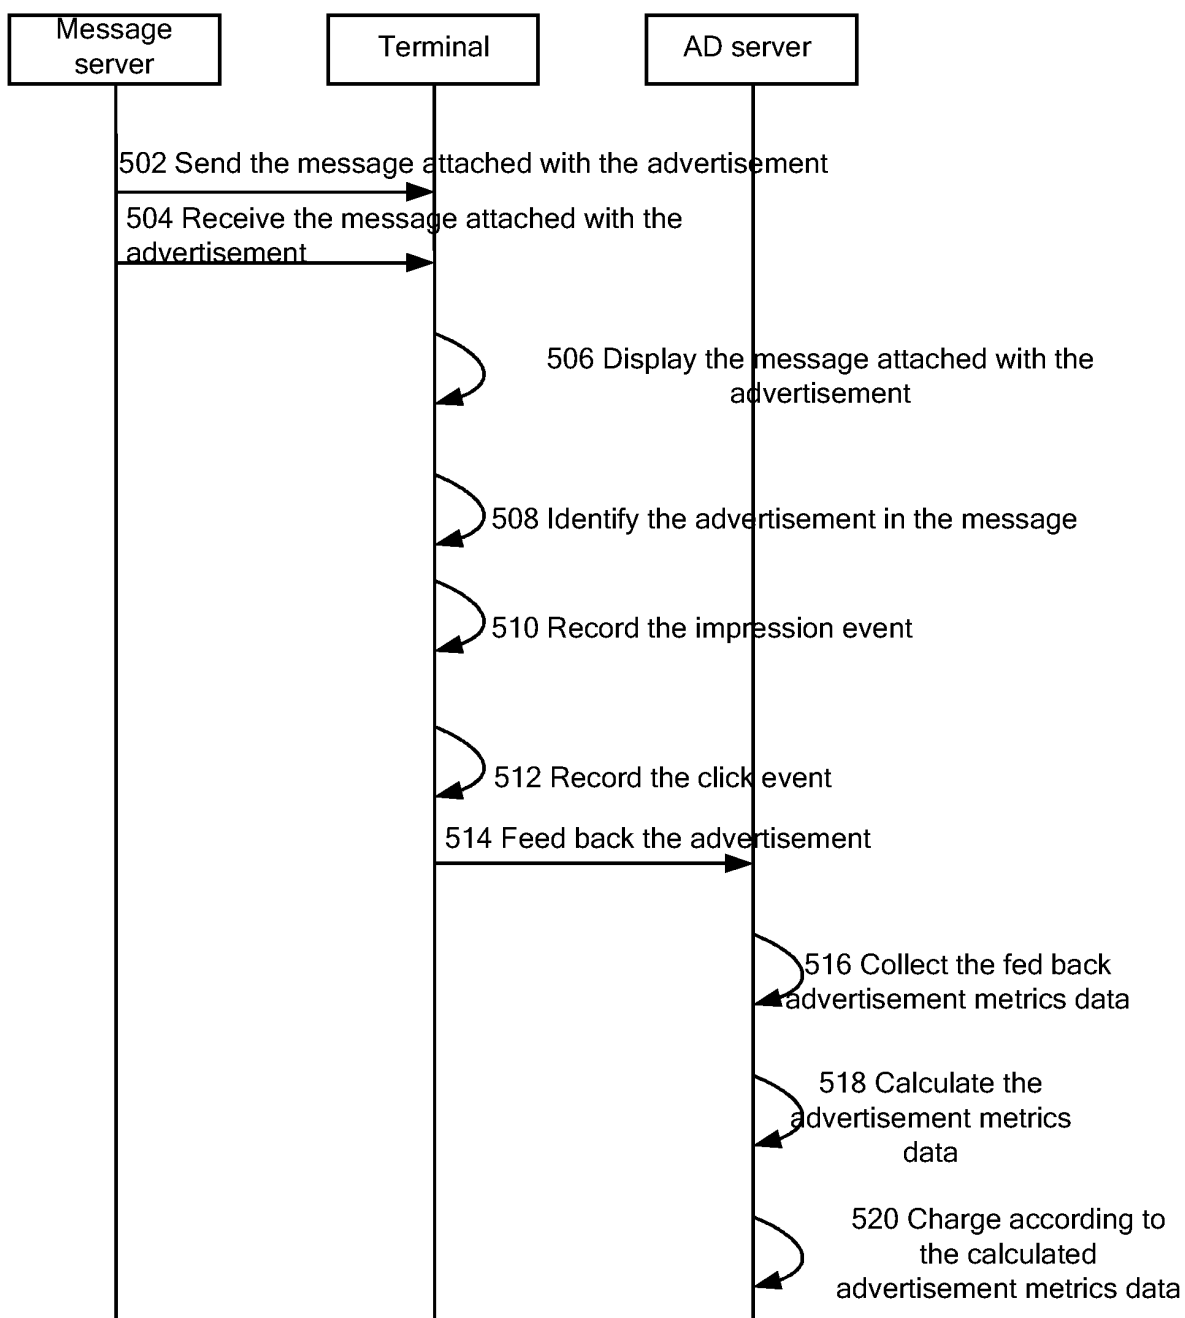 Message
server
Terminal
AD server
502 Send the message attached with the advertisement
504 Receive the message attached with the
advertisement
506 Display the message attached with the
advertisement
508 Identify the advertisement in the message
510 Record the impression event
512 Record the click event
514 Feed back the advertisement
516 Collect the fed back
advertisement metrics data
518 Calculate the
advertisement metrics
data
520 Charge according to
the calculated
advertisement metrics data